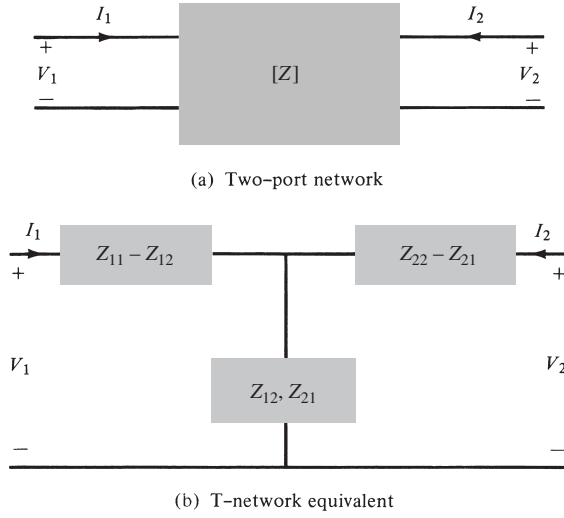 I₁ I₂
+ +
V₁ [Z] V₂
− −
(a) Two-port network
I₁ I₂
Z₁₁ − Z₁₂ Z₂₂ − Z₂₁
+ +
V₁ V₂
Z₁₂, Z₂₁
− −
(b) T-network equivalent